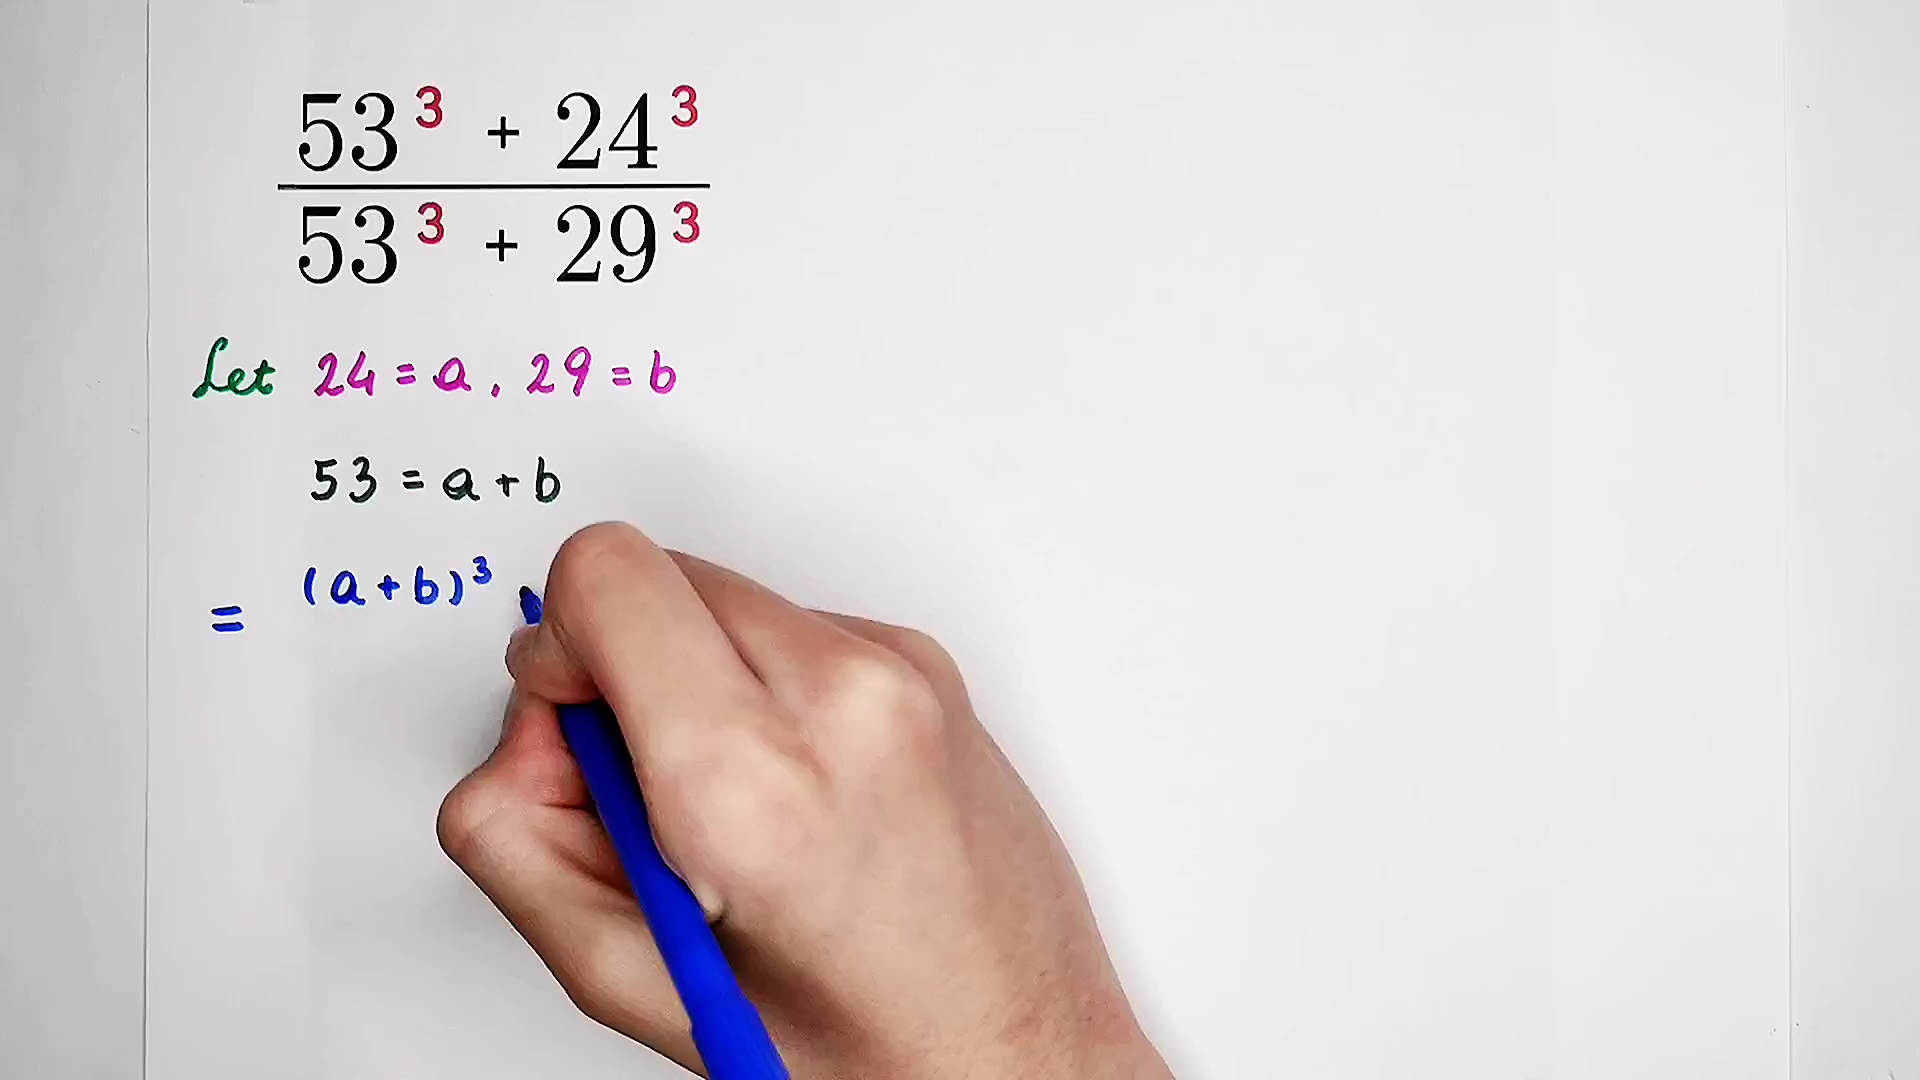 53³ + 24³
53³ + 29³
Let 24 = a, 29 = b
53 = a + b
= (a + b)³